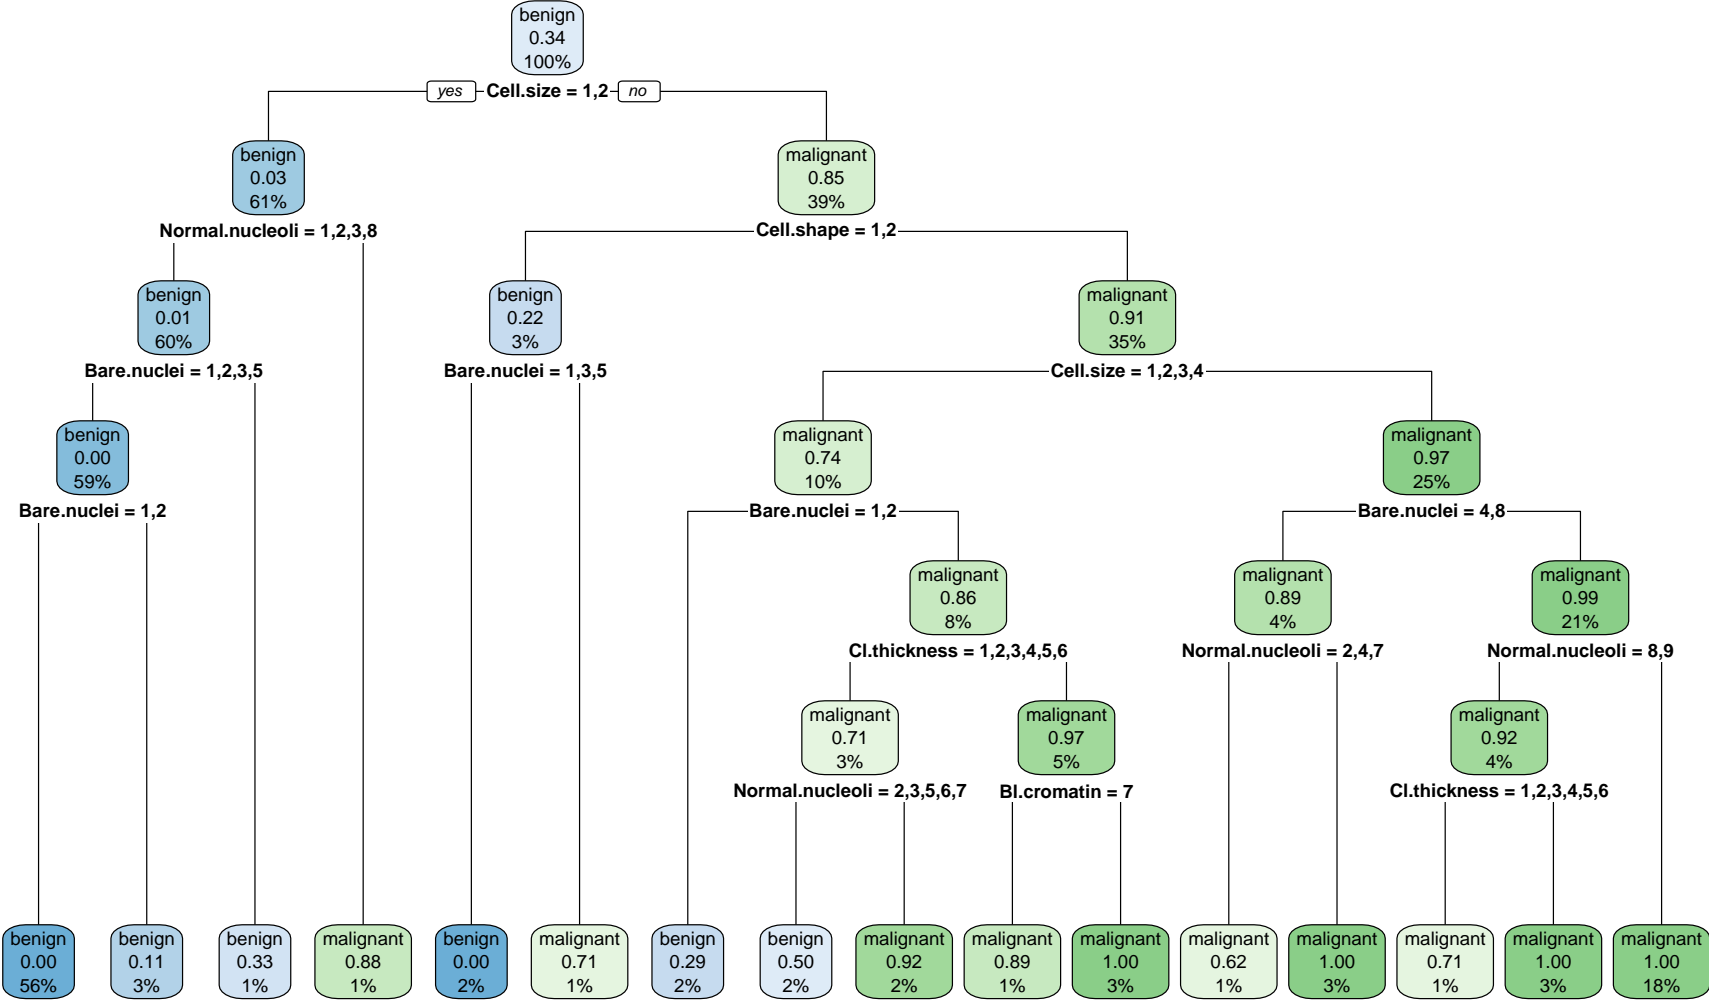 benign
0.34
100%
yes Cell.size = 1,2 no
benign
0.03
61%
malignant
0.85
39%
Normal.nucleoli = 1,2,3,8
Cell.shape = 1,2
benign
0.01
60%
benign
0.22
3%
malignant
0.91
35%
Bare.nuclei = 1,2,3,5
Bare.nuclei = 1,3,5
Cell.size = 1,2,3,4
benign
0.00
59%
malignant
0.74
10%
malignant
0.97
25%
Bare.nuclei = 1,2
Bare.nuclei = 1,2
Bare.nuclei = 4,8
malignant
0.86
8%
malignant
0.89
4%
malignant
0.99
21%
Cl.thickness = 1,2,3,4,5,6
Normal.nucleoli = 2,4,7
Normal.nucleoli = 8,9
malignant
0.71
3%
malignant
0.97
5%
malignant
0.92
4%
Normal.nucleoli = 2,3,5,6,7
Bl.cromatin = 7
Cl.thickness = 1,2,3,4,5,6
benign
0.00
56%
benign
0.11
3%
benign
0.33
1%
malignant
0.88
1%
benign
0.00
2%
malignant
0.71
1%
benign
0.29
2%
benign
0.50
2%
malignant
0.92
2%
malignant
0.89
1%
malignant
1.00
3%
malignant
0.62
1%
malignant
1.00
3%
malignant
0.71
1%
malignant
1.00
3%
malignant
1.00
18%